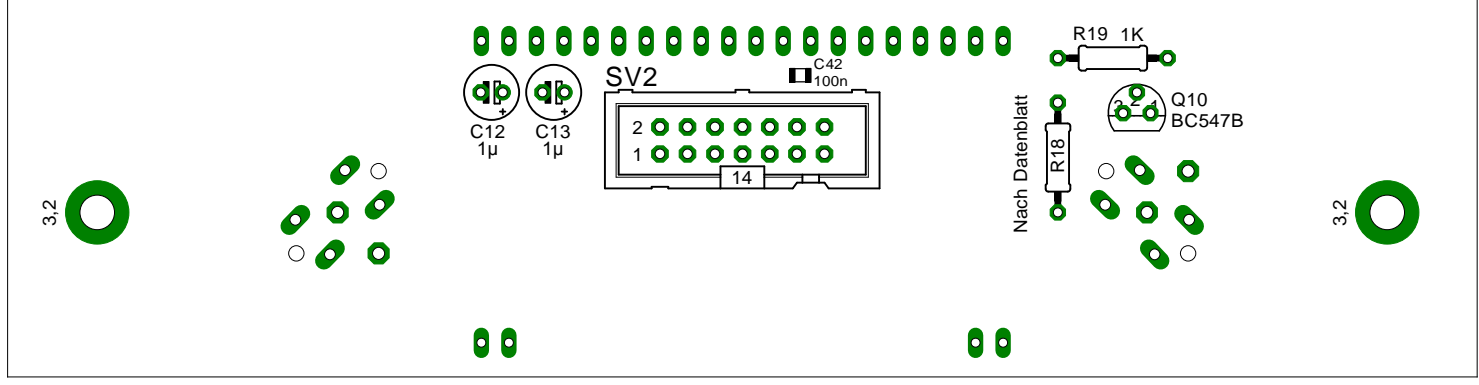 R19 1K
C42
100n
SV2
Q10
BC547B
3 2 1
C12
1µ
C13
1µ
2
1
14
R18
Nach Datenblatt
3,2
3,2